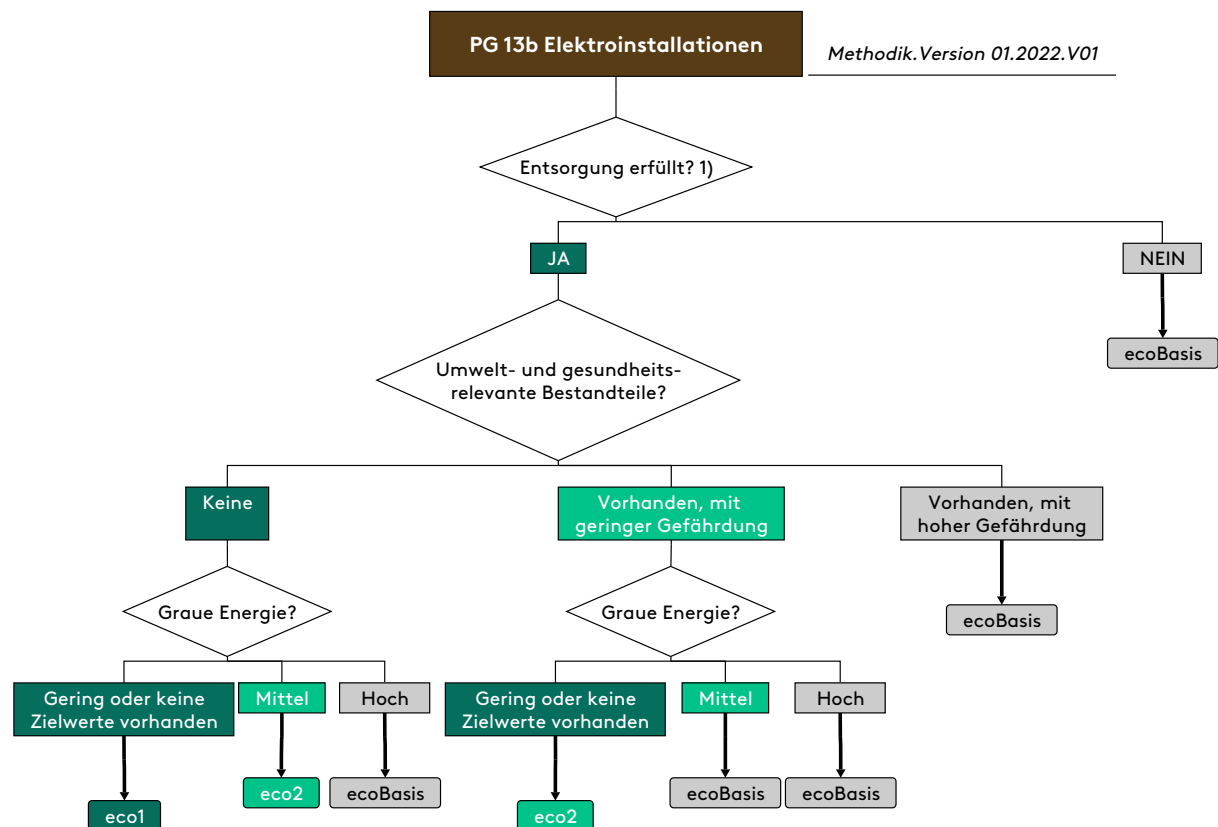 PG 13b Elektroinstallationen
Methodik.Version 01.2022.V01
Entsorgung erfüllt? 1)
JA
NEIN
ecoBasis
Umwelt- und gesundheits-
relevante Bestandteile?
Keine
Vorhanden, mit
geringer Gefährdung
Vorhanden, mit
hoher Gefährdung
Graue Energie?
Graue Energie?
ecoBasis
Gering oder keine
Zielwerte vorhanden
Mittel
Hoch
Gering oder keine
Zielwerte vorhanden
Mittel
Hoch
eco1
eco2
ecoBasis
eco2
ecoBasis
ecoBasis